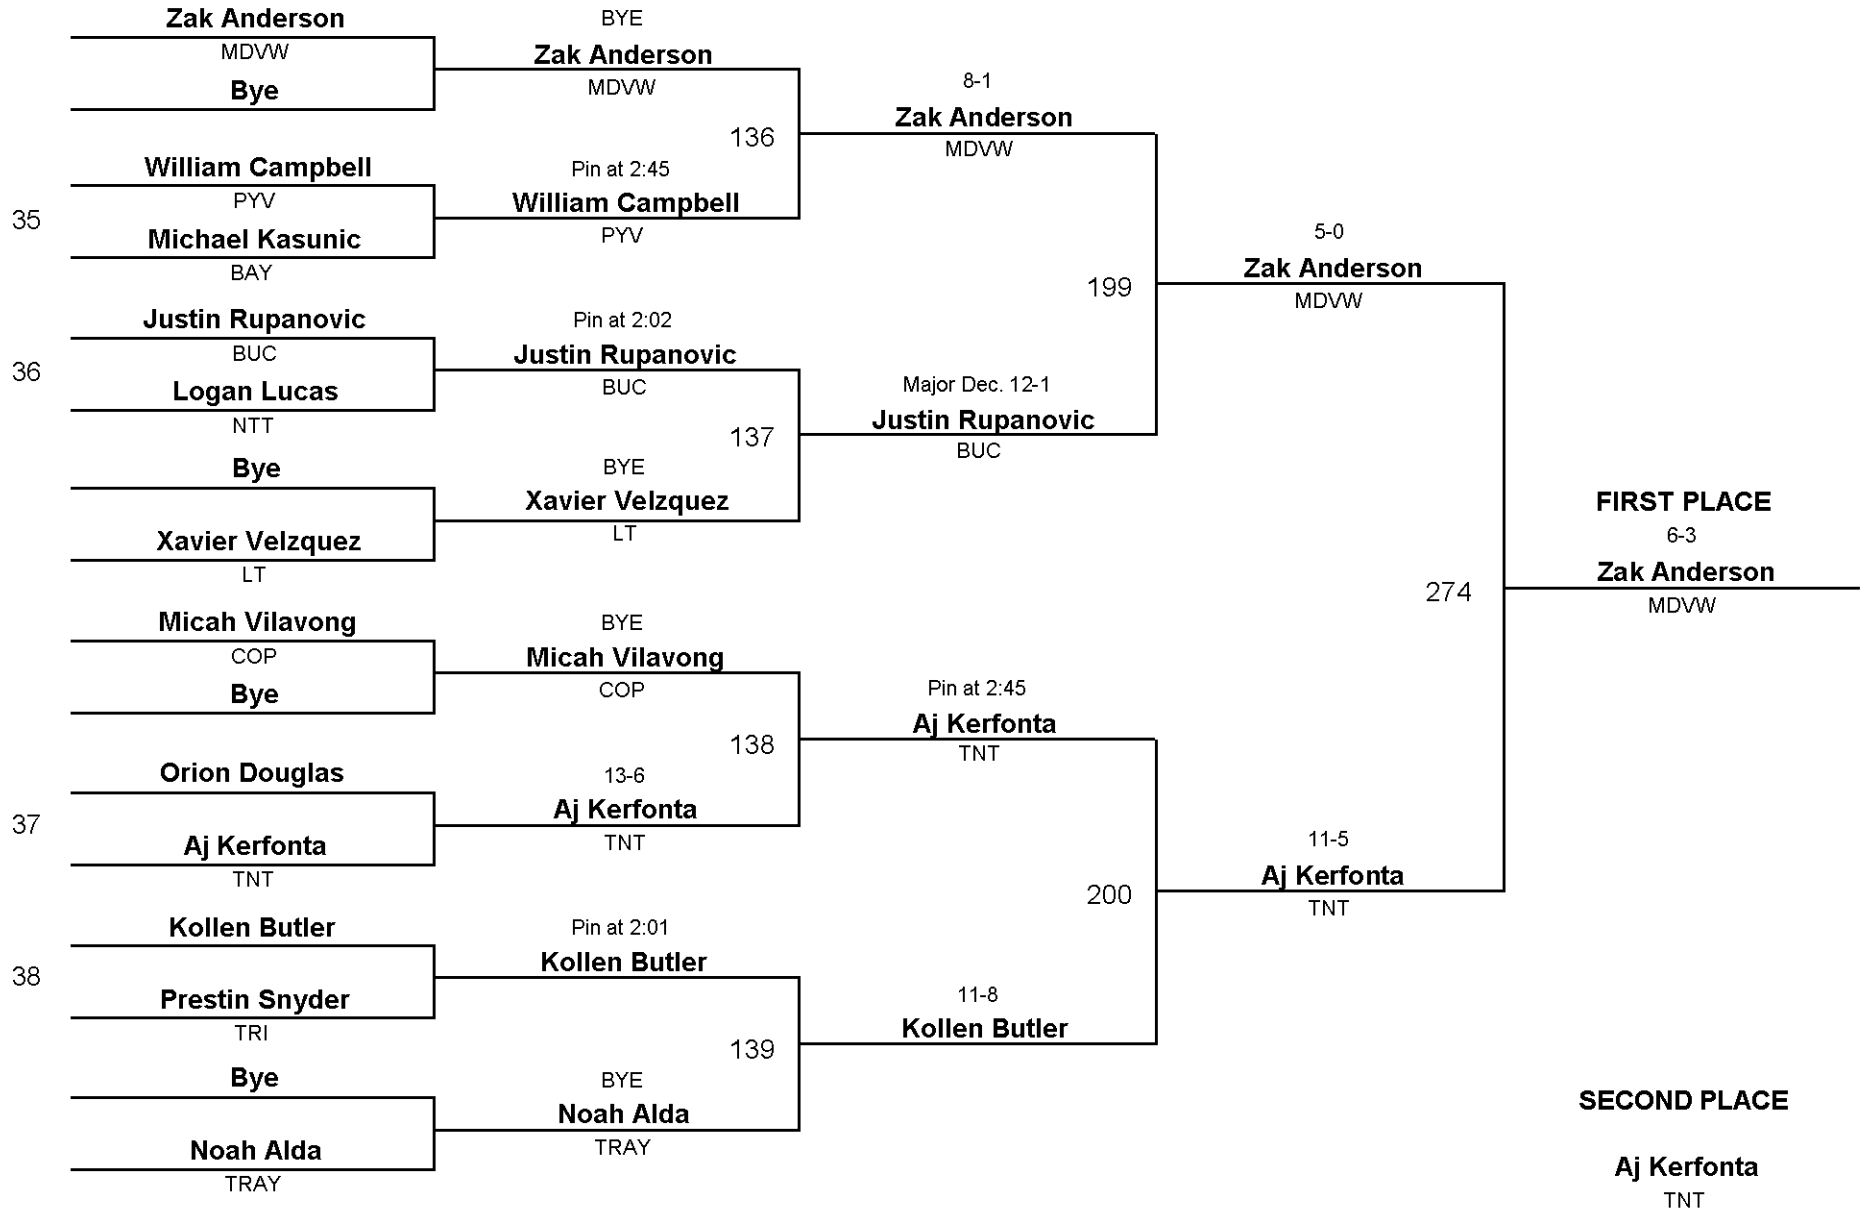 Zak Anderson
MDVW
Bye
35
William Campbell
PYV
Michael Kasunic
BAY
36
Justin Rupanovic
BUC
Logan Lucas
NTT
Bye
Xavier Velzquez
LT
Micah Vilavong
COP
Bye
37
Orion Douglas
Aj Kerfonta
TNT
38
Kollen Butler
Prestin Snyder
TRI
Bye
Noah Alda
TRAY
BYE
Zak Anderson
MDVW
136
Pin at 2:45
William Campbell
PYV
Pin at 2:02
Justin Rupanovic
BUC
137
BYE
Xavier Velzquez
LT
BYE
Micah Vilavong
COP
138
13-6
Aj Kerfonta
TNT
Pin at 2:01
Kollen Butler
139
BYE
Noah Alda
TRAY
8-1
Zak Anderson
MDVW
199
Major Dec. 12-1
Justin Rupanovic
BUC
Pin at 2:45
Aj Kerfonta
TNT
200
11-8
Kollen Butler
5-0
Zak Anderson
MDVW
274
11-5
Aj Kerfonta
TNT
FIRST PLACE
6-3
Zak Anderson
MDVW
SECOND PLACE
Aj Kerfonta
TNT